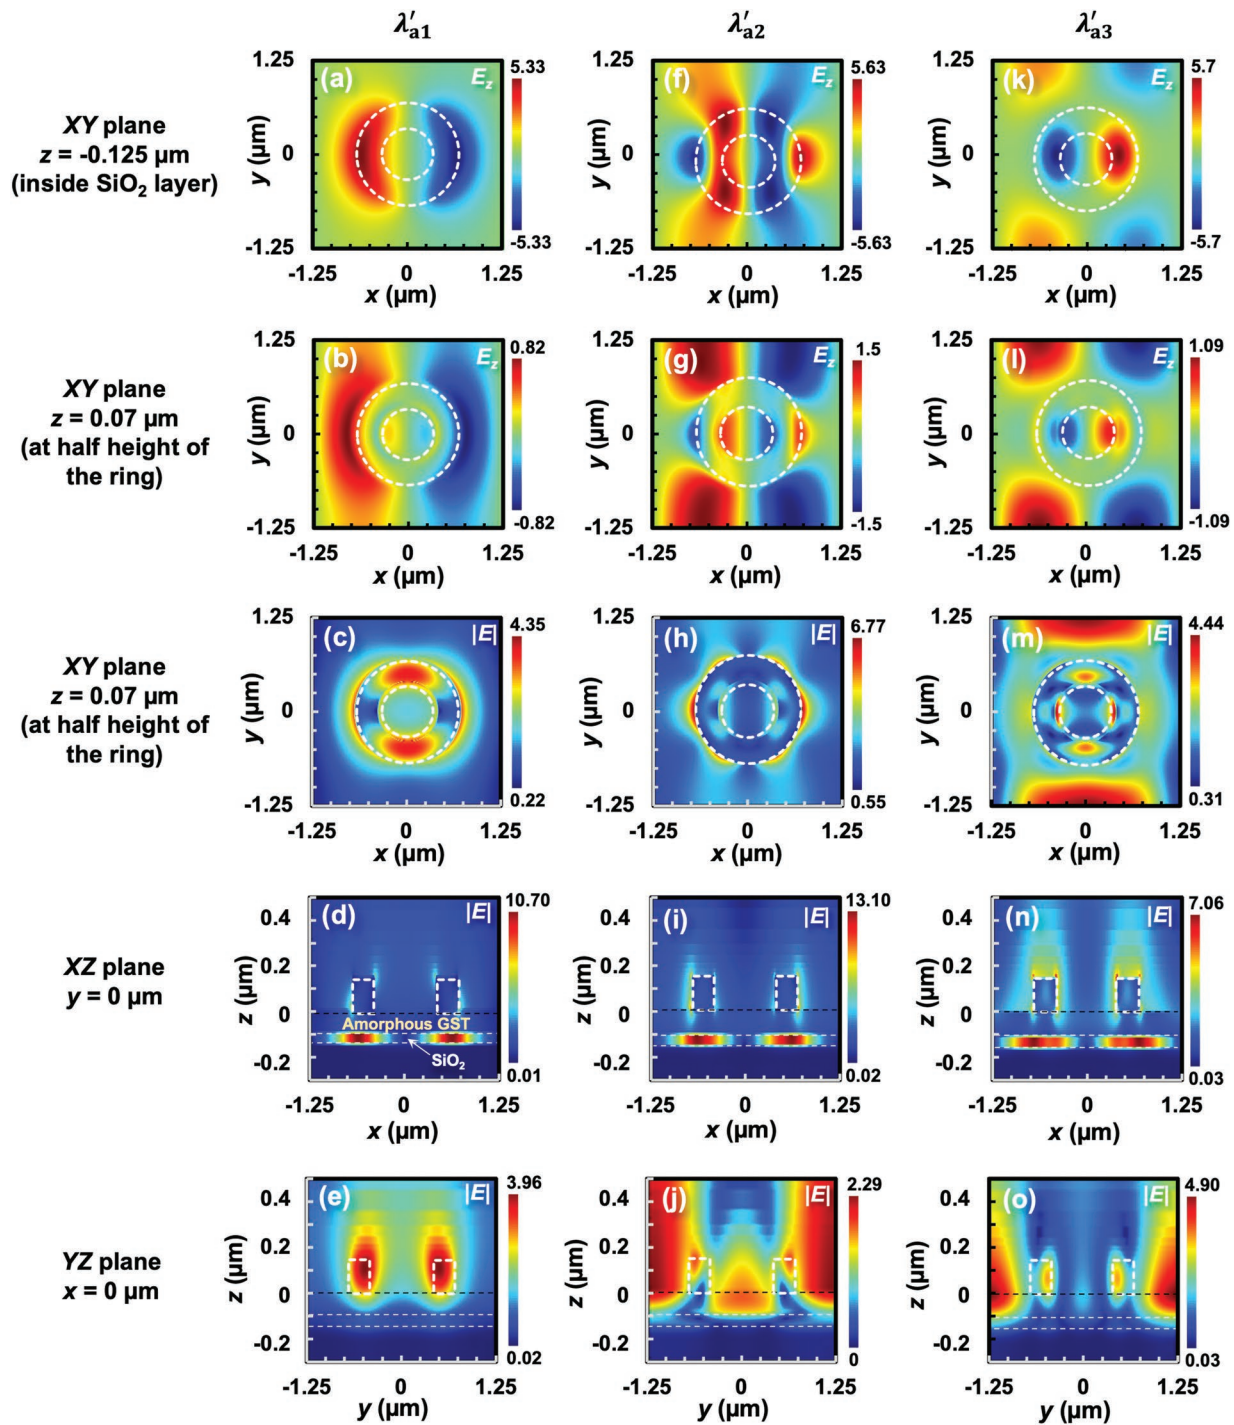 λ′a1 λ′a2 λ′a3
1.25 (a) Ez 5.33 (f) Ez 5.63 (k) Ez 5.7
XY plane
z = -0.125 µm
(inside SiO2 layer)
y (µm) 0 y (µm) y (µm)
-1.25 -5.33 -5.63 -5.7
-1.25 0 1.25 -1.25 0 1.25 -1.25 0 1.25
x (µm) x (µm) x (µm)
1.25 (b) Ez 0.82 1.25 (g) Ez 1.5 1.25 (l) Ez 1.09
XY plane
z = 0.07 µm
(at half height of
the ring)
y (µm) 0 y (µm) 0 y (µm) 0
-1.25 -0.82 -1.25 -1.5 -1.25 -1.09
-1.25 0 1.25 -1.25 0 1.25 -1.25 0 1.25
x (µm) x (µm) x (µm)
1.25 (c) |E| 4.35 1.25 (h) |E| 6.77 1.25 (m) |E| 4.44
XY plane
z = 0.07 µm
(at half height of
the ring)
y (µm) 0 y (µm) 0 y (µm) 0
-1.25 0.22 -1.25 0.55 -1.25 0.31
-1.25 0 1.25 -1.25 0 1.25 -1.25 0 1.25
x (µm) x (µm) x (µm)
0.4 (d) |E| 10.70 0.4 (i) |E| 13.10 0.4 (n) |E| 7.06
XZ plane
y = 0 µm
z (µm) 0.2 z (µm) 0.2 z (µm) 0.2
0 0 0
Amorphous GST
SiO2
-0.2 0.01 -0.2 0.02 -0.2 0.03
-1.25 0 1.25 -1.25 0 1.25 -1.25 0 1.25
x (µm) x (µm) x (µm)
0.4 (e) |E| 3.96 0.4 (j) |E| 2.29 0.4 (o) |E| 4.90
YZ plane
x = 0 µm
z (µm) 0.2 z (µm) 0.2 z (µm) 0.2
0 0 0
-0.2 0.02 -0.2 0 -0.2 0.03
-1.25 0 1.25 -1.25 0 1.25 -1.25 0 1.25
y (µm) y (µm) y (µm)